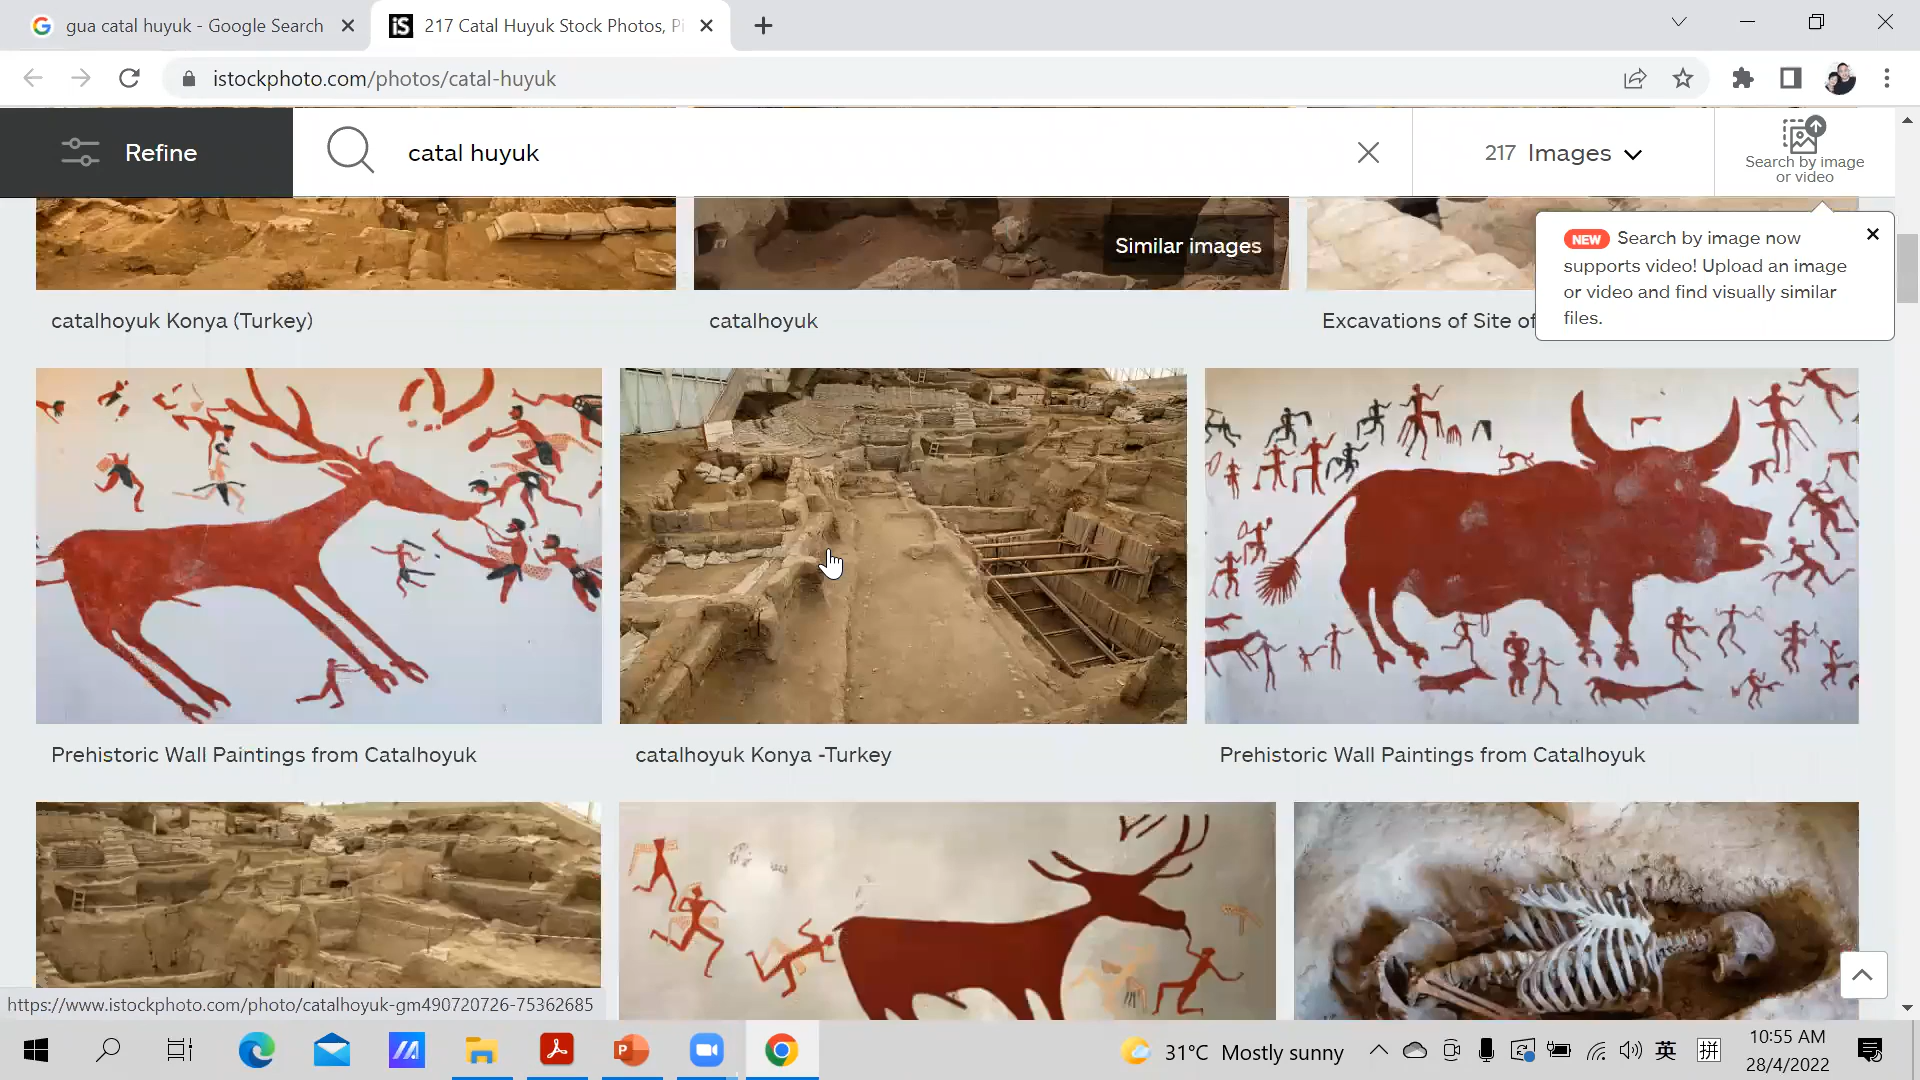 gua catal huyuk - Google Search
iS 217 Catal Huyuk Stock Photos, Pi
istockphoto.com/photos/catal-huyuk
Refine
catal huyuk
217 Images
Search by image
or video
NEW Search by image now
supports video! Upload an image
or video and find visually similar
files.
Similar images
catalhoyuk Konya (Turkey)
catalhoyuk
Excavations of Site of
Prehistoric Wall Paintings from Catalhoyuk
catalhoyuk Konya -Turkey
Prehistoric Wall Paintings from Catalhoyuk
https://www.istockphoto.com/photo/catalhoyuk-gm490720726-75362685
31°C Mostly sunny
英
拼
10:55 AM
28/4/2022